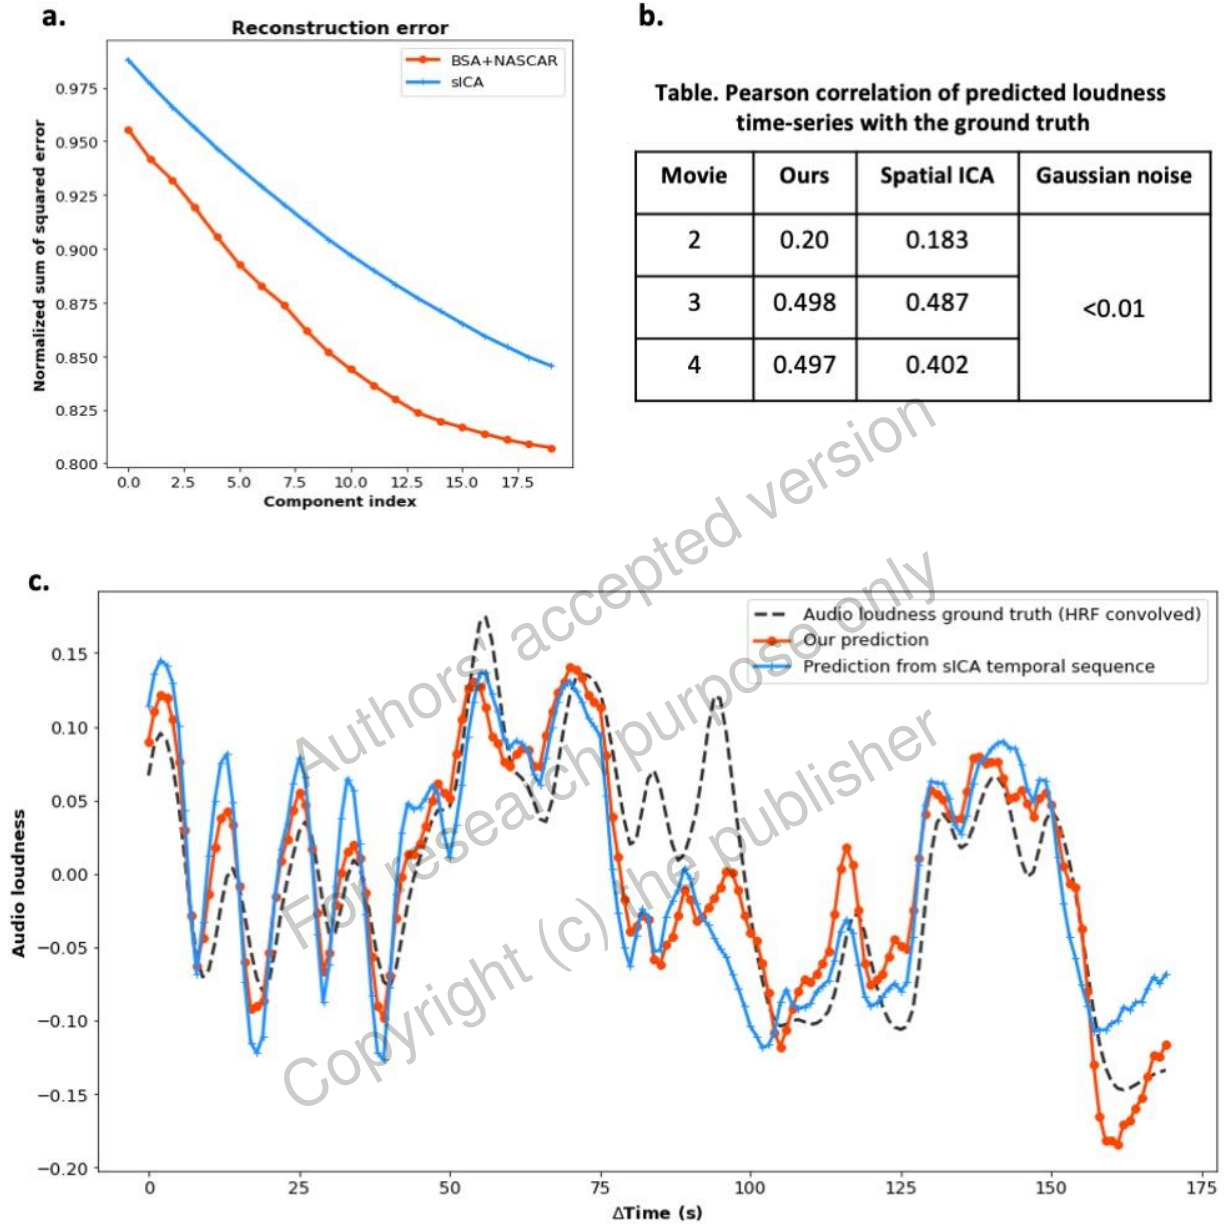 a.
Reconstruction error
BSA+NASCAR
sICA
0.975
0.950
0.925
0.900
0.875
0.850
0.825
0.800
Normalized sum of squared error
0.0 2.5 5.0 7.5 10.0 12.5 15.0 17.5
Component index
b.
Table. Pearson correlation of predicted loudness
time-series with the ground truth
Movie Ours Spatial ICA Gaussian noise
2 0.20 0.183
3 0.498 0.487
<0.01
4 0.497 0.402
c.
Audio loudness ground truth (HRF convolved)
Our prediction
Prediction from sICA temporal sequence
0.15
0.10
0.05
0.00
−0.05
−0.10
−0.15
−0.20
Audio loudness
0 25 50 75 100 125 150 175
ΔTime (s)
Authors' accepted version
For research purpose only
Copyright (c) the publisher